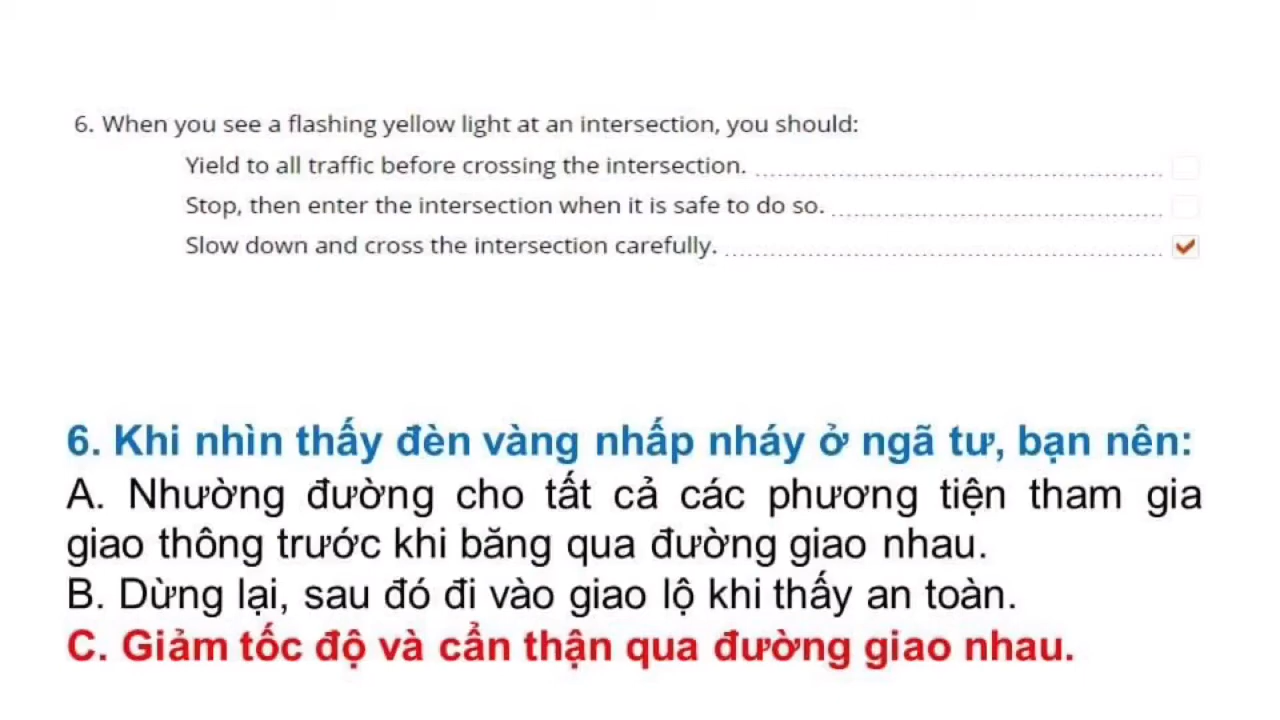 6. When you see a flashing yellow light at an intersection, you should:
Yield to all traffic before crossing the intersection.
Stop, then enter the intersection when it is safe to do so.
Slow down and cross the intersection carefully.
6. Khi nhìn thấy đèn vàng nhấp nháy ở ngã tư, bạn nên:
A. Nhường đường cho tất cả các phương tiện tham gia
giao thông trước khi băng qua đường giao nhau.
B. Dừng lại, sau đó đi vào giao lộ khi thấy an toàn.
C. Giảm tốc độ và cẩn thận qua đường giao nhau.